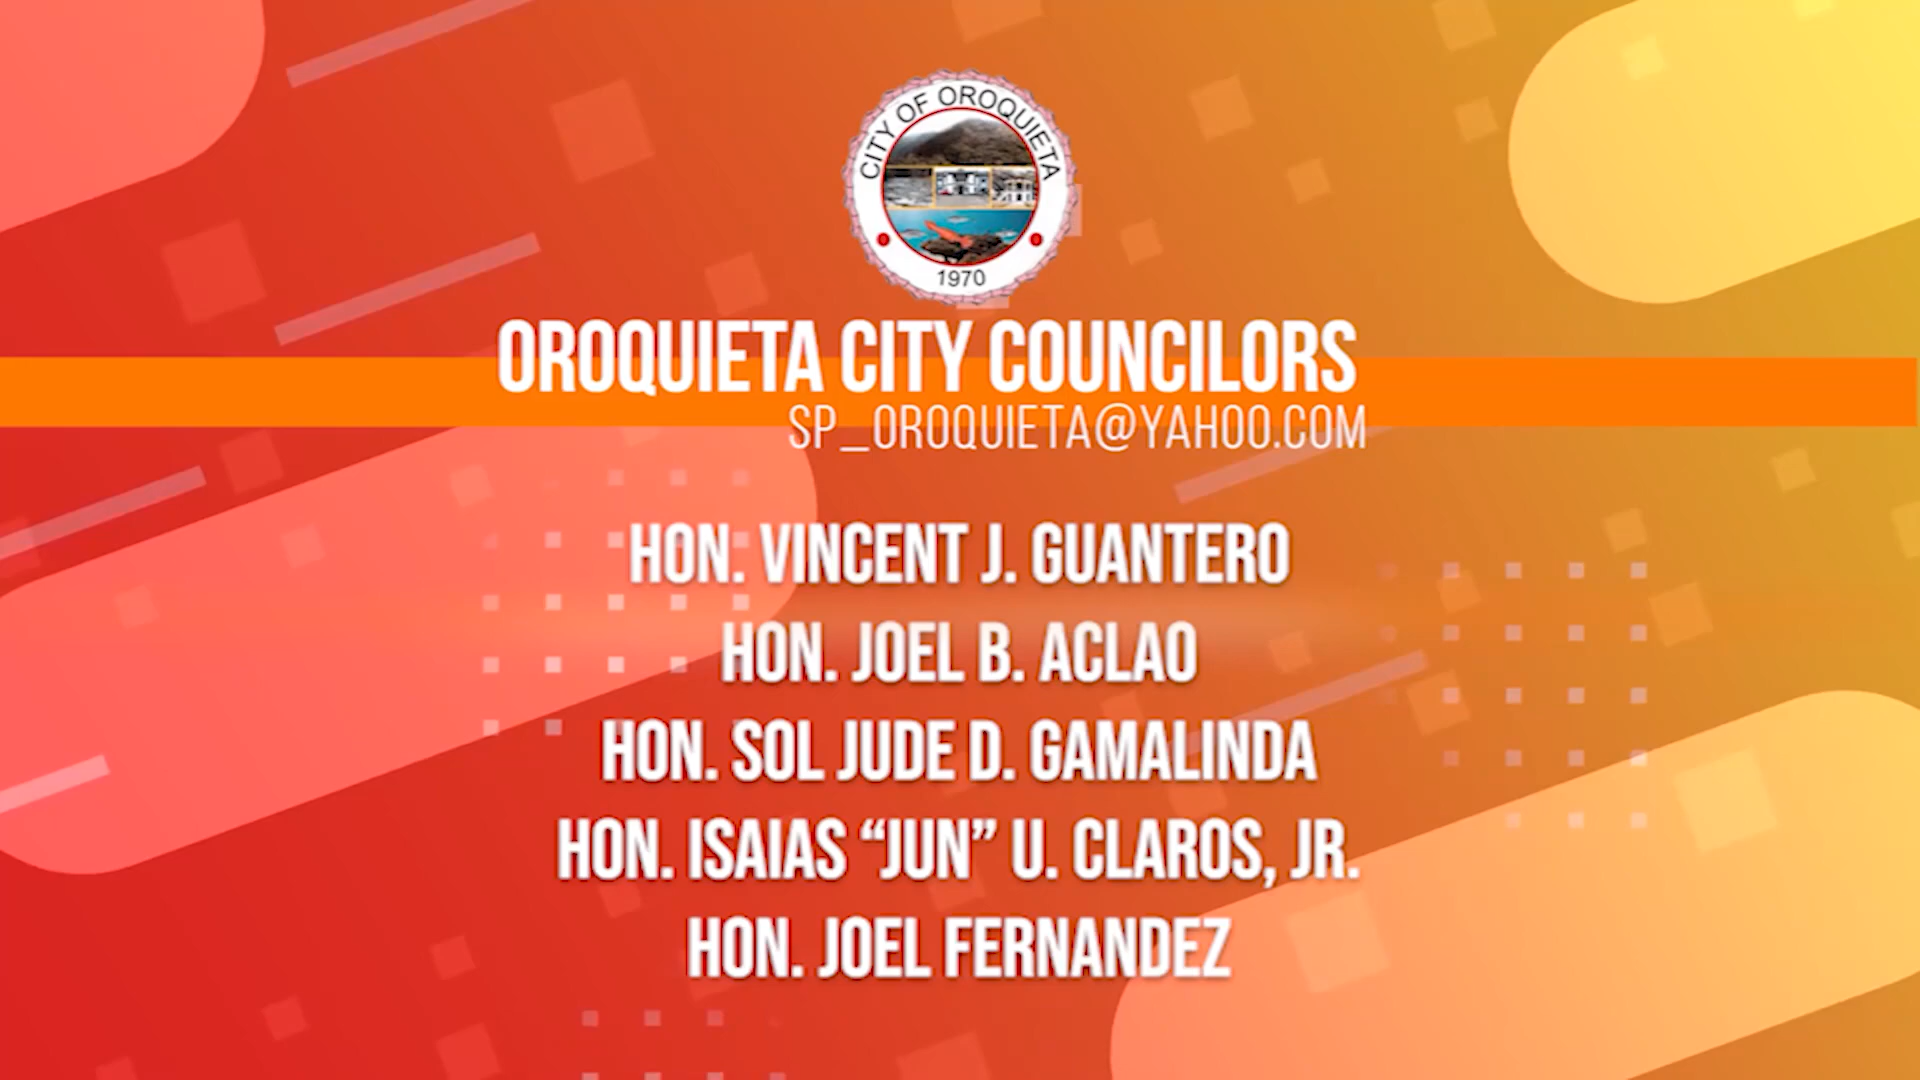 CITY OF OROQUIETA
1970
OROQUIETA CITY COUNCILORS
SP_OROQUIETA@YAHOO.COM
HON. VINCENT J. GUANTERO
HON. JOEL B. ACLAO
HON. SOL JUDE D. GAMALINDA
HON. ISAIAS “JUN” U. CLAROS, JR.
HON. JOEL FERNANDEZ